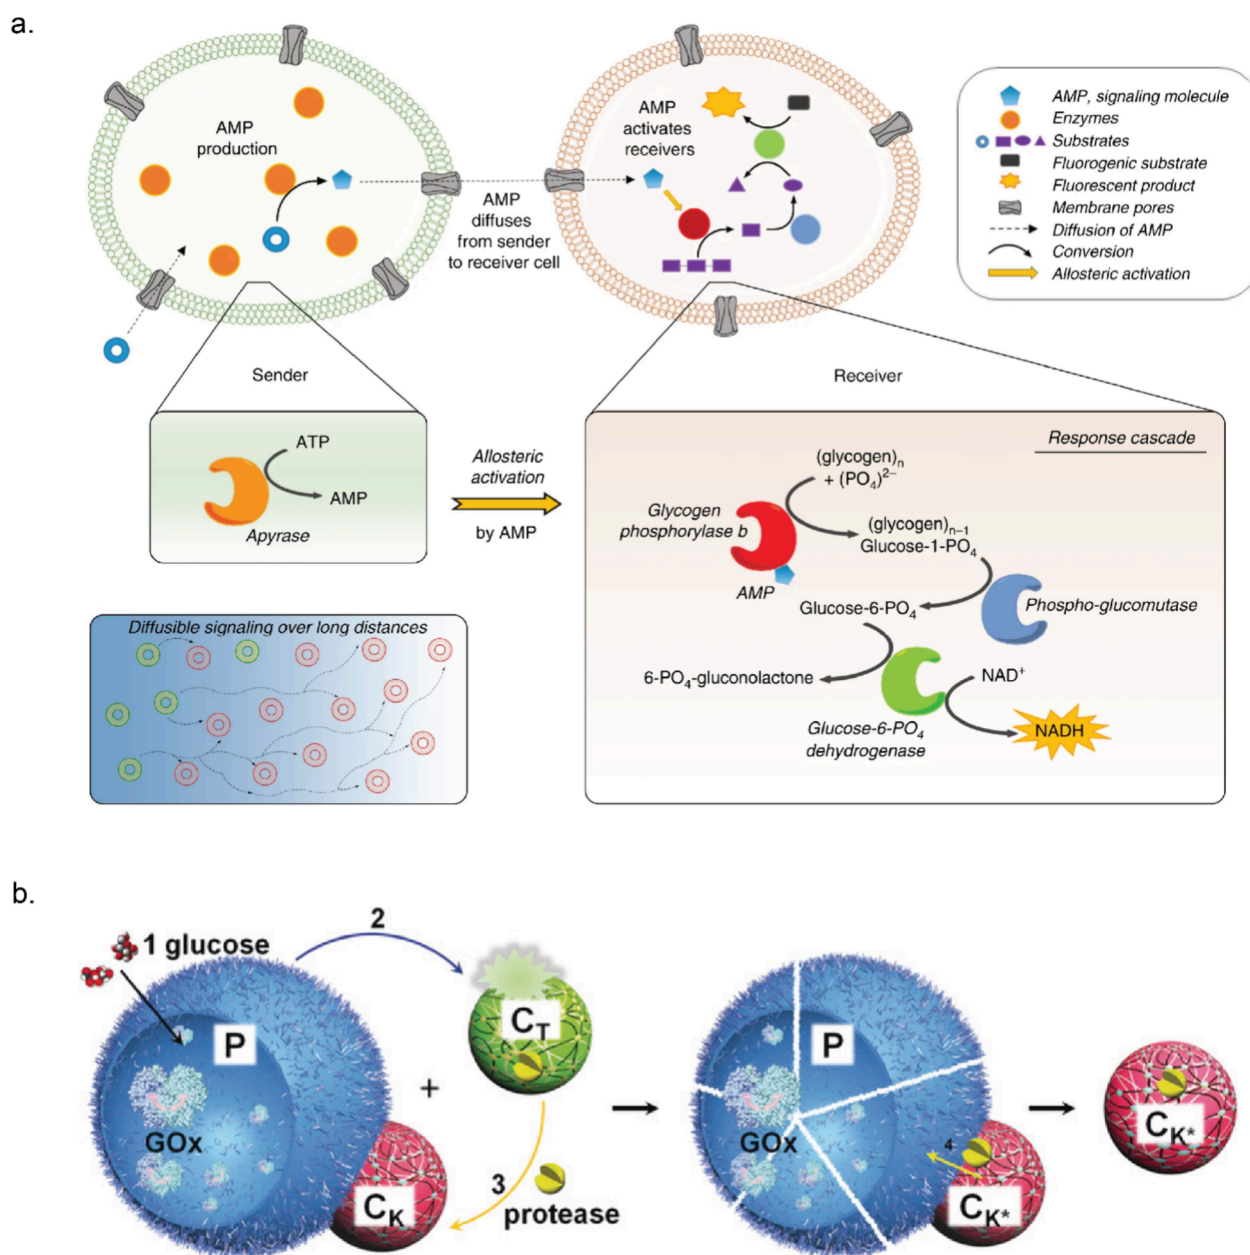 a.
AMP
production
AMP
diffuses
from sender
to receiver cell
AMP
activates
receivers
AMP, signaling molecule
Enzymes
Substrates
Fluorogenic substrate
Fluorescent product
Membrane pores
Diffusion of AMP
Conversion
Allosteric activation
Sender
Receiver
ATP
AMP
Apyrase
Allosteric
activation
by AMP
Response cascade
(glycogen)n
+ (PO4)2–
Glycogen
phosphorylase b
AMP
(glycogen)n–1
Glucose-1-PO4
Phospho-glucomutase
Glucose-6-PO4
6-PO4-gluconolactone
NAD+
Glucose-6-PO4
dehydrogenase
NADH
Diffusible signaling over long distances
b.
1 glucose
2
P
GOx
CT
+
CK
3
protease
P
GOx
4
CK*
CK*